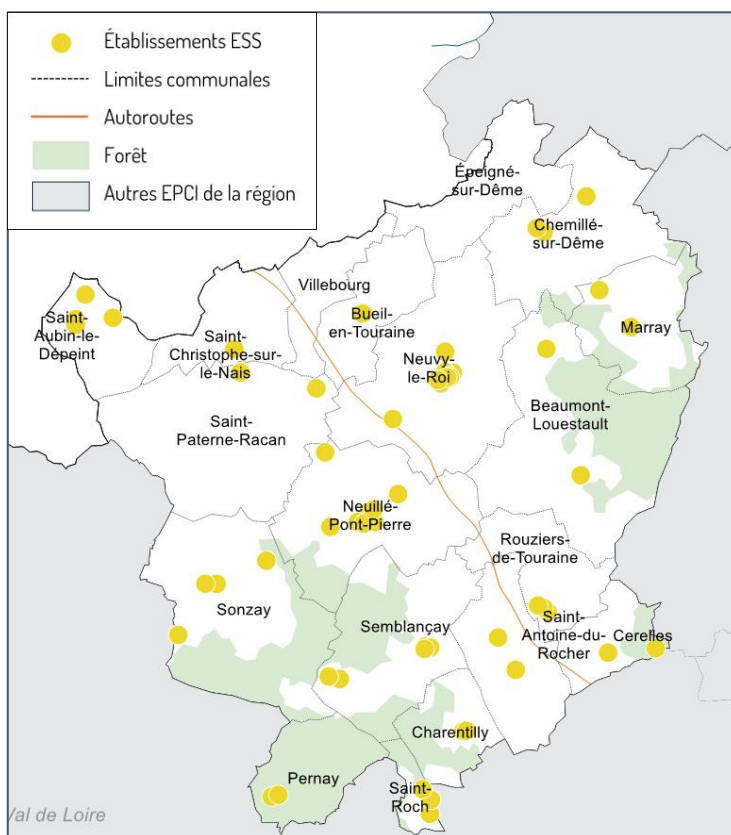 Établissements ESS
Limites communales
Autoroutes
Forêt
Autres EPCI de la région
Épeigné-
sur-Dême
Chemillé-
sur-Dême
Villebourg
Bueil-
en-Touraine
Marray
Saint-
Aubin-le-
Dépeint
Saint-
Christophe-sur-
le-Nais
Neuvy-
le-Roi
Beaumont-
Louestault
Saint-
Paterne-Racan
Neuillé-
Pont-Pierre
Rouziers-
de-Touraine
Sonzay
Semblançay
Saint-
Antoine-du-
Rocher
Cerelles
Charentilly
Pernay
Saint-
Roch
Val de Loire